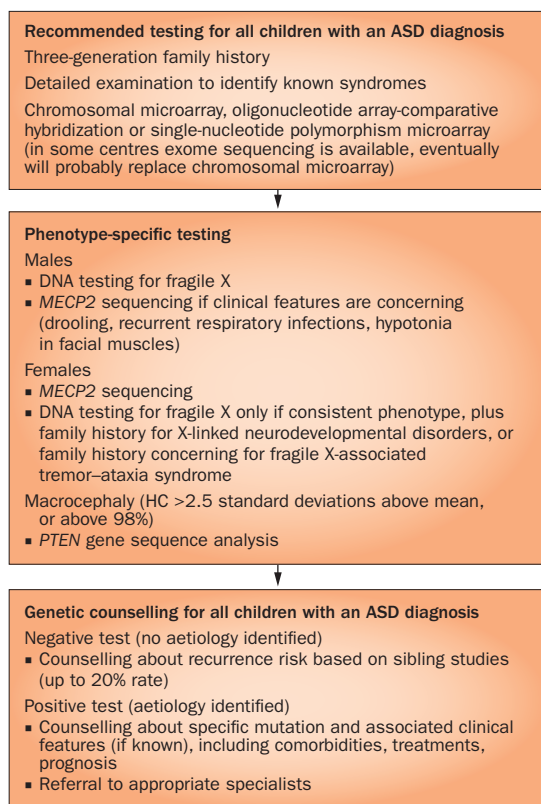 Recommended testing for all children with an ASD diagnosis
Three-generation family history
Detailed examination to identify known syndromes
Chromosomal microarray, oligonucleotide array-comparative
hybridization or single-nucleotide polymorphism microarray
(in some centres exome sequencing is available, eventually
will probably replace chromosomal microarray)
Phenotype-specific testing
Males
▪ DNA testing for fragile X
▪ MECP2 sequencing if clinical features are concerning
(drooling, recurrent respiratory infections, hypotonia
in facial muscles)
Females
▪ MECP2 sequencing
▪ DNA testing for fragile X only if consistent phenotype, plus
family history for X-linked neurodevelopmental disorders, or
family history concerning for fragile X-associated
tremor–ataxia syndrome
Macrocephaly (HC >2.5 standard deviations above mean,
or above 98%)
▪ PTEN gene sequence analysis
Genetic counselling for all children with an ASD diagnosis
Negative test (no aetiology identified)
▪ Counselling about recurrence risk based on sibling studies
(up to 20% rate)
Positive test (aetiology identified)
▪ Counselling about specific mutation and associated clinical
features (if known), including comorbidities, treatments,
prognosis
▪ Referral to appropriate specialists